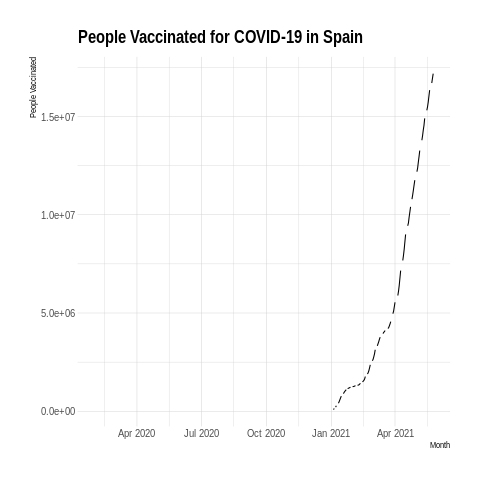 People Vaccinated for COVID-19 in Spain
People Vaccinated
1.5e+07
1.0e+07
5.0e+06
0.0e+00
Apr 2020 Jul 2020 Oct 2020 Jan 2021 Apr 2021
Month